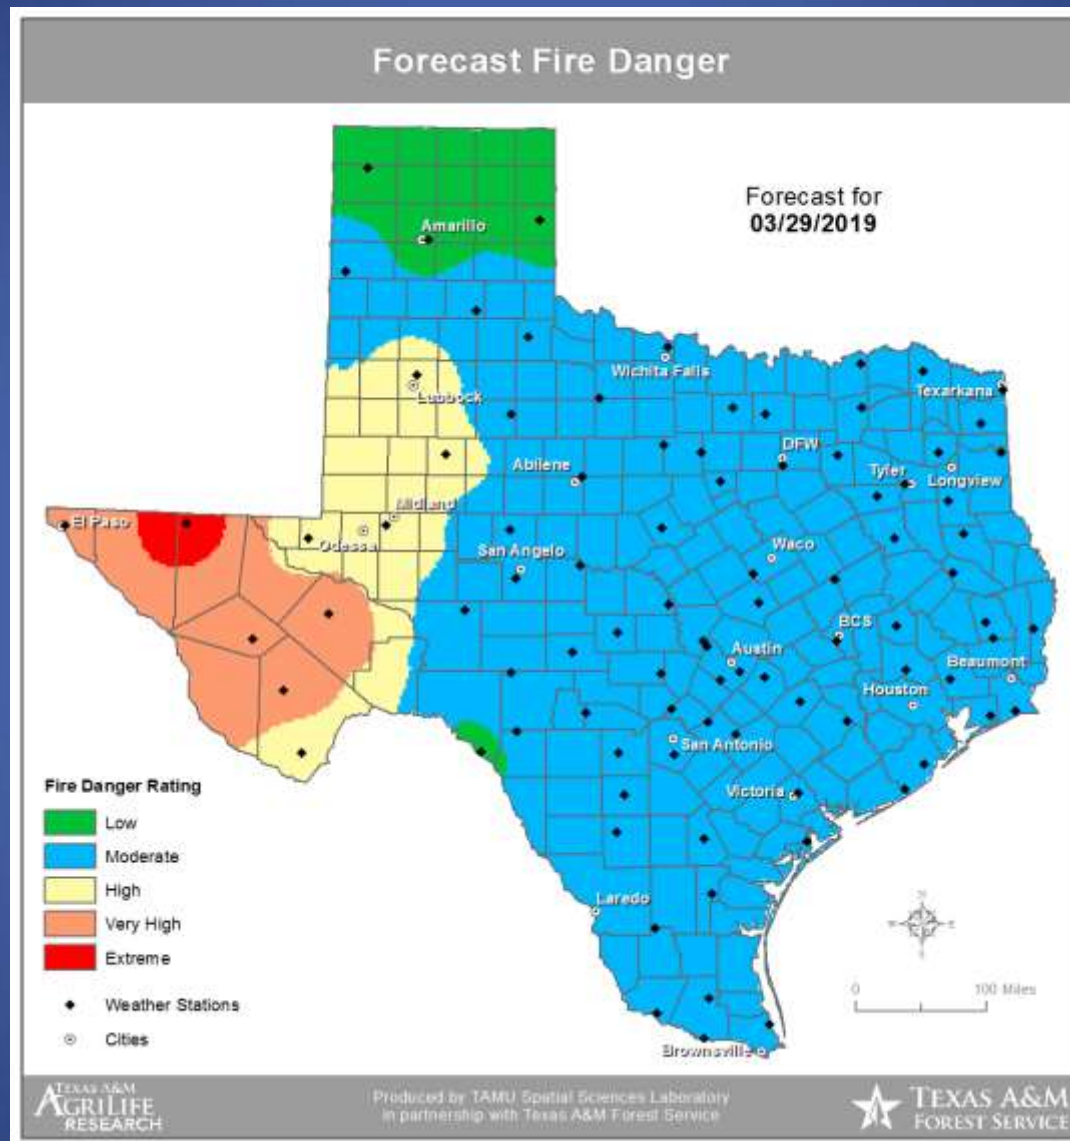 Forecast Fire Danger
Forecast for
03/29/2019
Amarillo
Wichita Falls
Lubbock
Texarkana
DFW
Abilene
Tyler
Longview
Midland
El Paso
Odessa
San Angelo
Waco
BCS
Austin
Beaumont
Houston
San Antonio
Victoria
Laredo
Brownsville
Fire Danger Rating
Low
Moderate
High
Very High
Extreme
Weather Stations
Cities
N
W
E
S
0
100 Miles
TEXAS A&M
AGRILIFE
RESEARCH
Produced by TAMU Spatial Sciences Laboratory
in partnership with Texas A&M Forest Service
TEXAS A&M
FOREST SERVICE